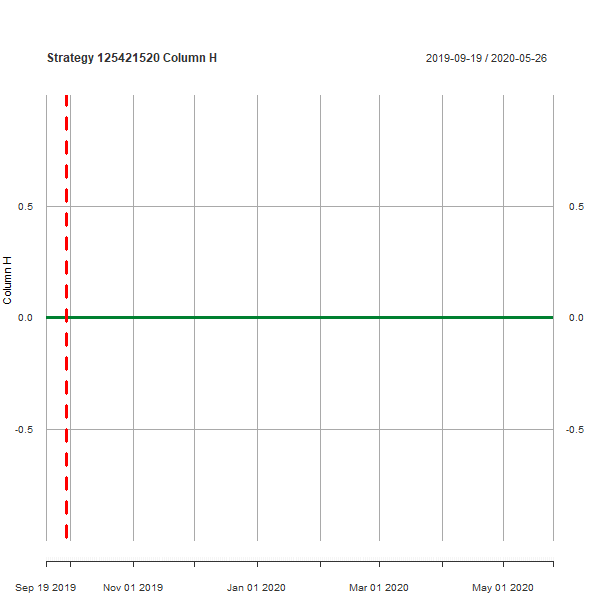 Strategy 125421520 Column H
2019-09-19 / 2020-05-26
0.5
0.5
Column H
0.0
0.0
-0.5
-0.5
Sep 19 2019
Nov 01 2019
Jan 01 2020
Mar 01 2020
May 01 2020